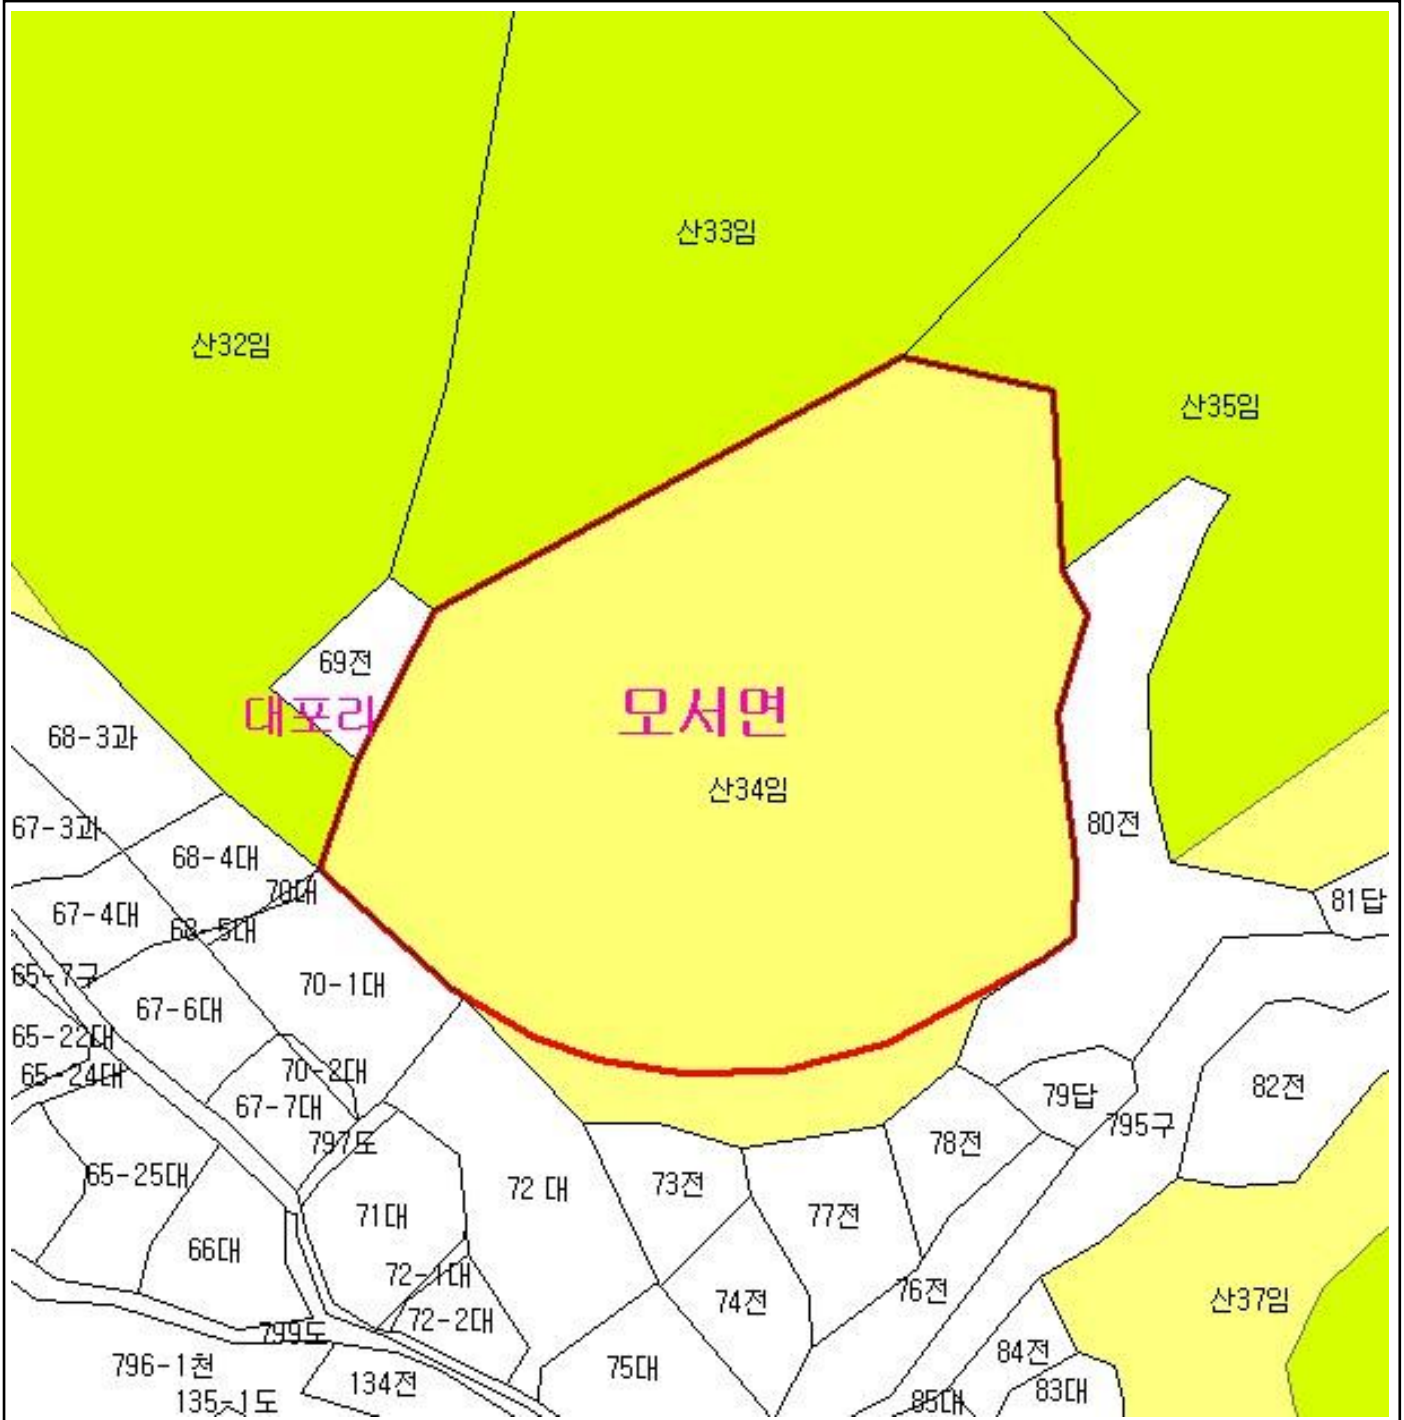 산33임
산32임
산35임
69전
대포리
모서면
68-3과
산34임
67-3과
80전
68-4대
70대
81답
67-4대
68-5대
65-7구
70-1대
67-6대
65-22대
70-2대
65-24대
82전
79답
67-7대
795구
797도
78전
65-25대
73전
72 대
71대
77전
66대
72-1대
76전
산37임
74전
72-2대
799도
84전
796-1천
75대
134전
83대
135-1도
85대